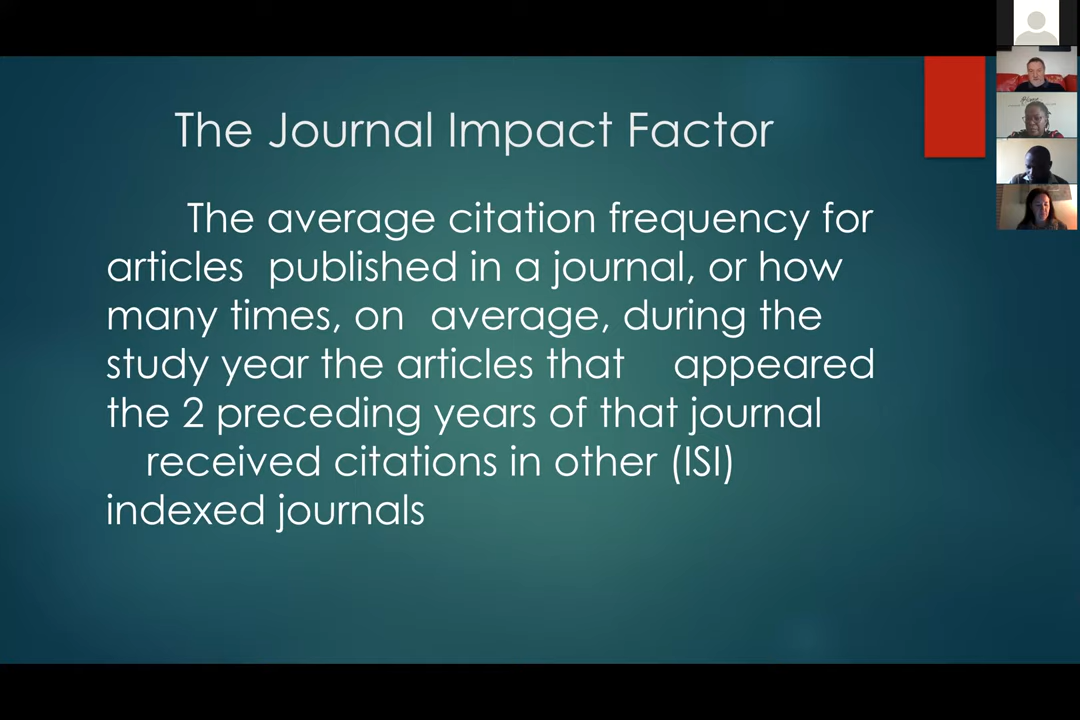 The Journal Impact Factor
The average citation frequency for
articles published in a journal, or how
many times, on average, during the
study year the articles that appeared
the 2 preceding years of that journal
received citations in other (ISI)
indexed journals